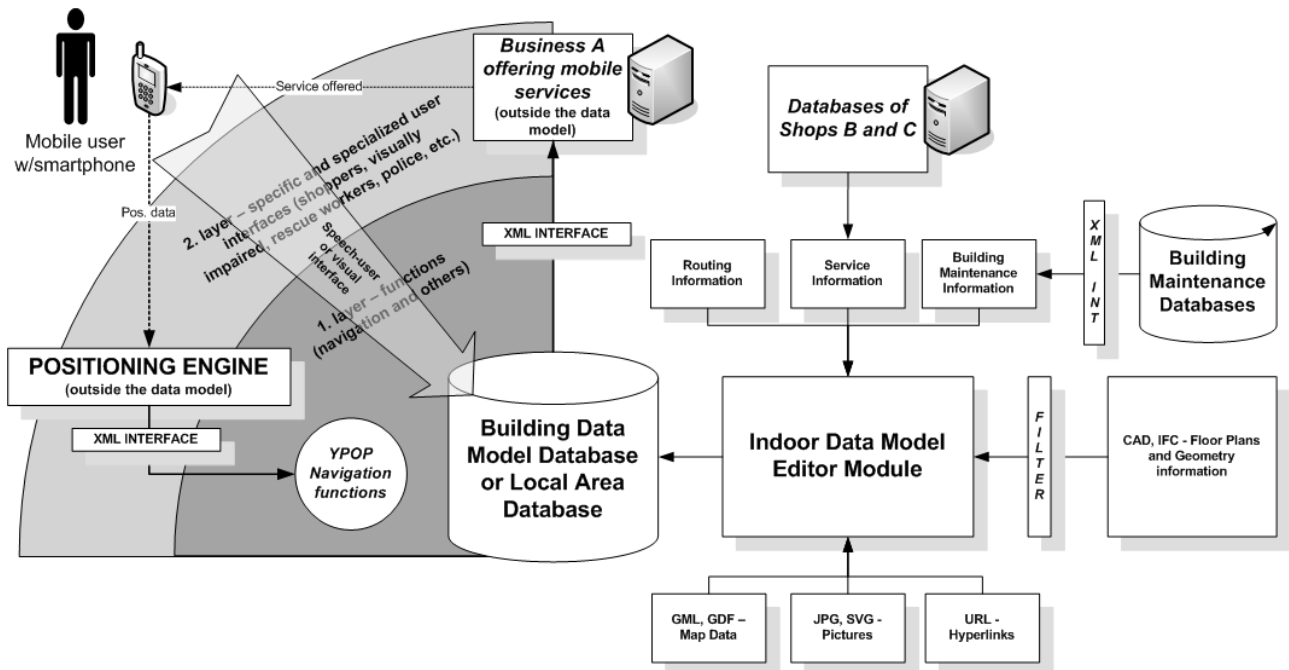 Mobile user
w/smartphone
Service offered
Pos. data
Business A
offering mobile
services
(outside the data
model)
Databases of
Shops B and C
2. layer – specific and specialized user
interfaces (shoppers, visually
impaired, rescue workers, police, etc.)
Speech-user
or visual
interface
1. layer – functions
(navigation and others)
XML INTERFACE
Routing
Information
Service
Information
Building
Maintenance
Information
XML INT
Building
Maintenance
Databases
POSITIONING ENGINE
(outside the data model)
XML INTERFACE
YPOP
Navigation
functions
Building Data
Model Database
or Local Area
Database
Indoor Data Model
Editor Module
FILTER
CAD, IFC - Floor Plans
and Geometry
information
GML, GDF –
Map Data
JPG, SVG -
Pictures
URL -
Hyperlinks